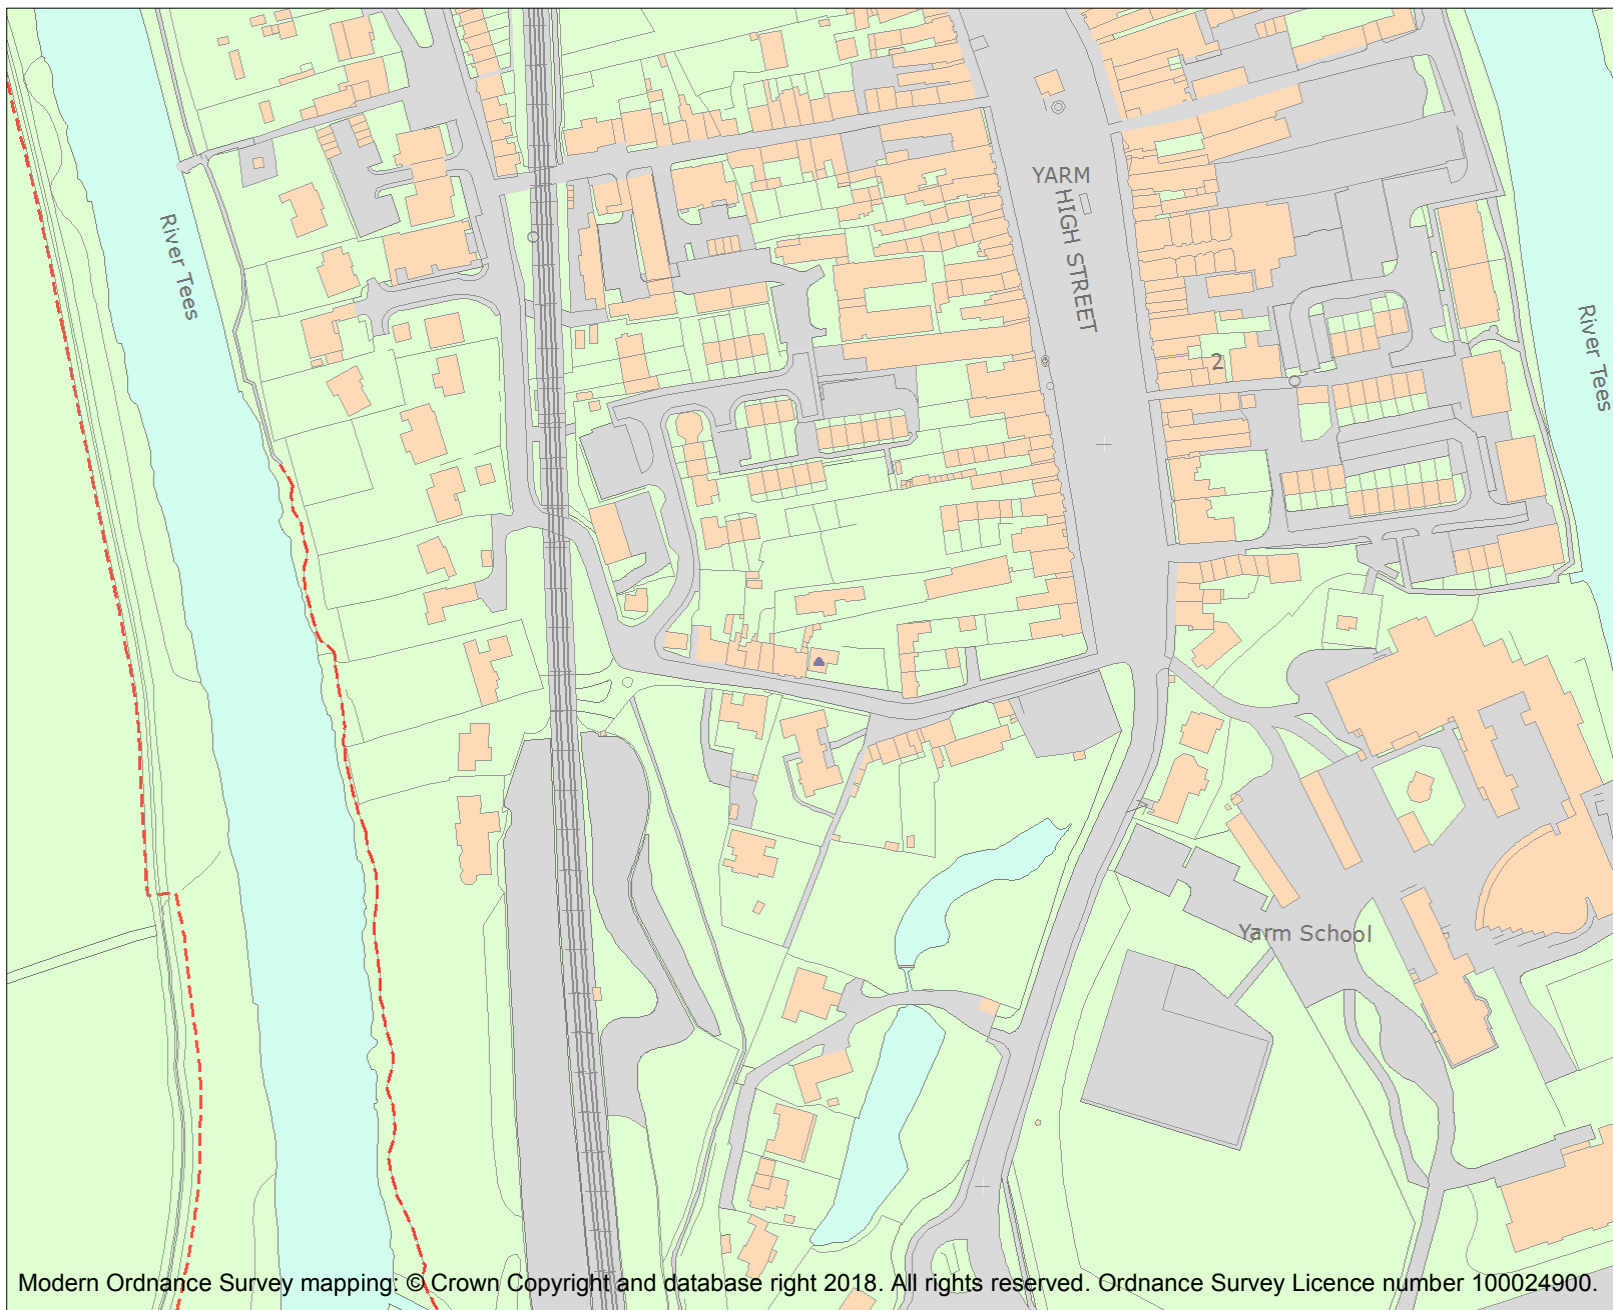 YARM
HIGH STREET
River Tees
River Tees
2
Yarm School
Modern Ordnance Survey mapping: © Crown Copyright and database right 2018. All rights reserved. Ordnance Survey Licence number 100024900.